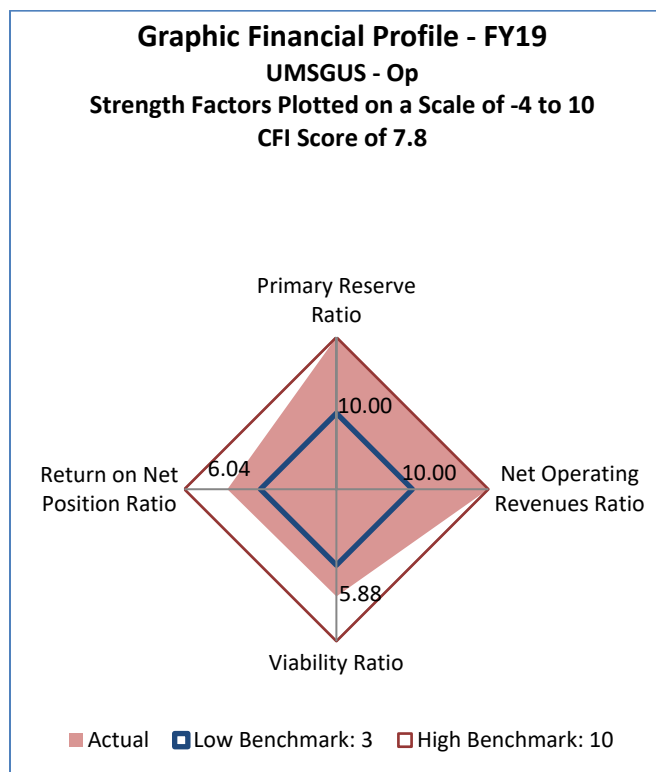 Graphic Financial Profile - FY19
UMSGUS - Op
Strength Factors Plotted on a Scale of -4 to 10
CFI Score of 7.8
Primary Reserve
Ratio
10.00
Return on Net
Position Ratio
6.04
10.00
Net Operating
Revenues Ratio
5.88
Viability Ratio
Actual
Low Benchmark: 3
High Benchmark: 10